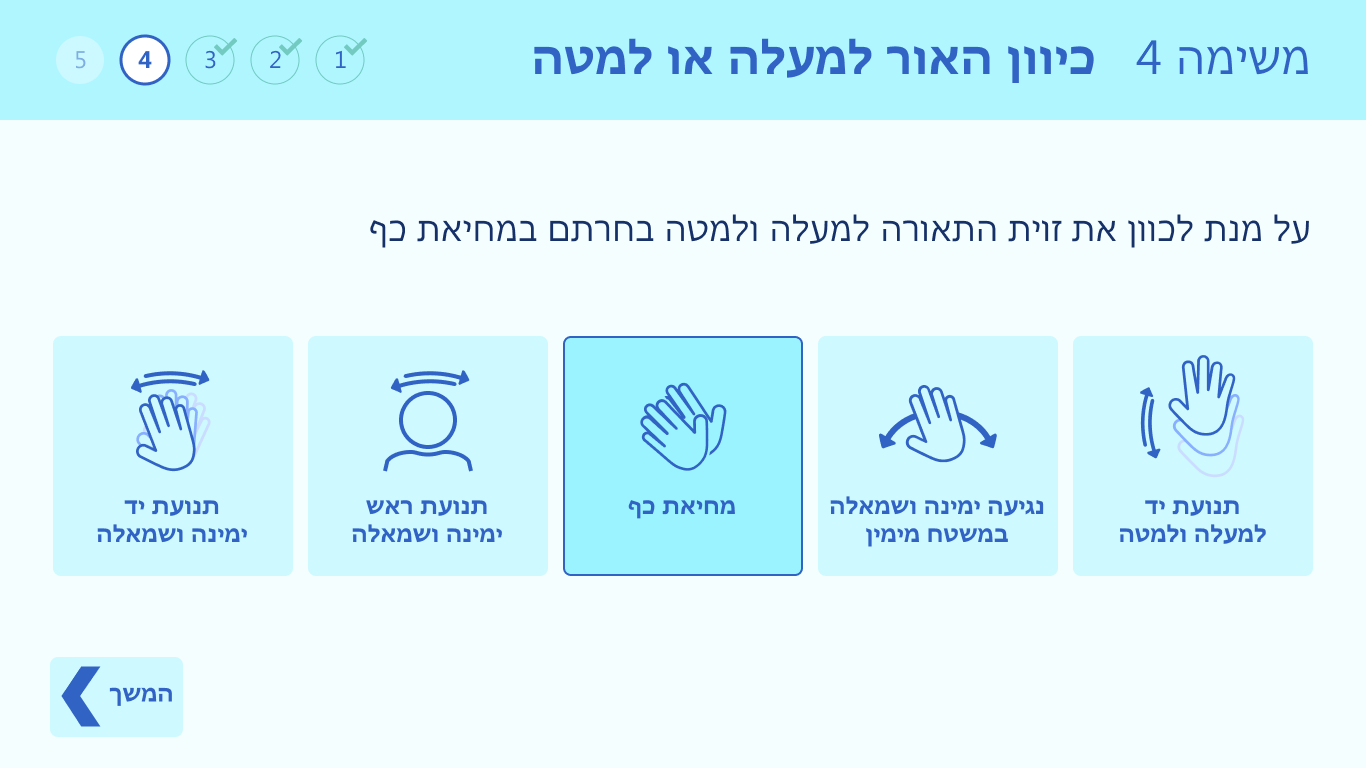 משימה 4 כיוון האור למעלה או למטה
1 2 3 4 5
על מנת לכוון את זוית התאורה למעלה ולמטה בחרתם במחיאת כף
תנועת יד
למעלה ולמטה
נגיעה ימינה ושמאלה
במשטח מימין
מחיאת כף
תנועת ראש
ימינה ושמאלה
תנועת יד
ימינה ושמאלה
המשך